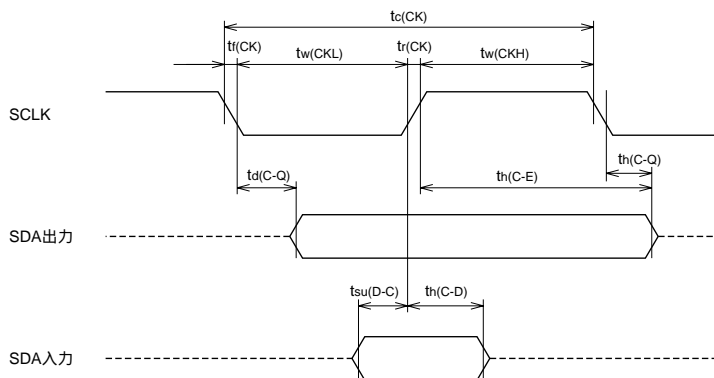 tc(CK)
tf(CK) tw(CKL) tr(CK) tw(CKH)
SCLK
th(C-Q)
td(C-Q) th(C-E)
SDA出力
tsu(D-C) th(C-D)
SDA入力